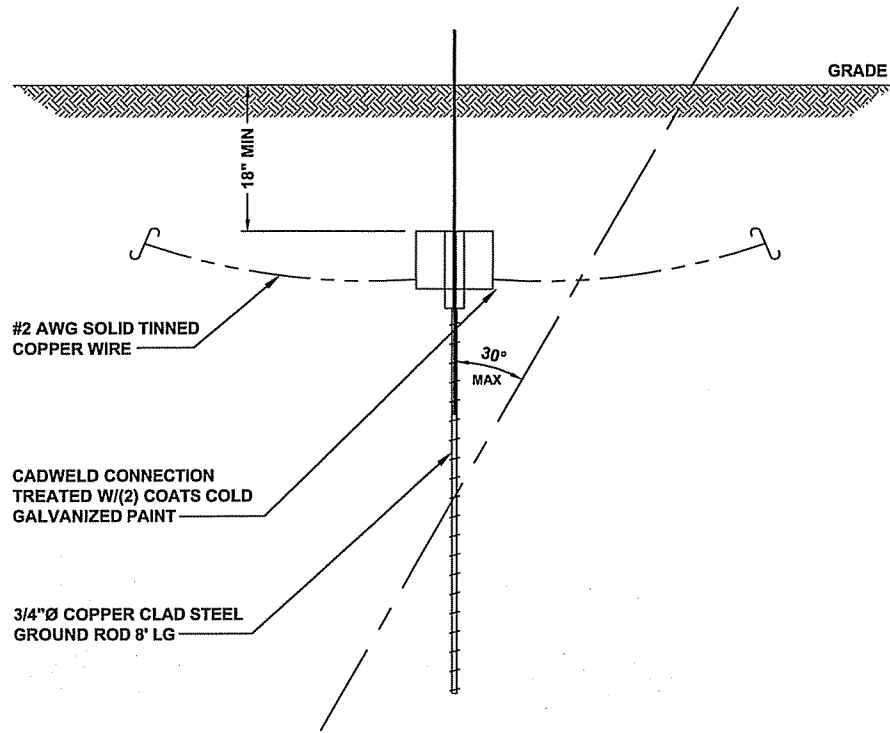 GRADE
18" MIN
#2 AWG SOLID TINNED
COPPER WIRE
30°
MAX
CADWELD CONNECTION
TREATED W/(2) COATS COLD
GALVANIZED PAINT
3/4"Ø COPPER CLAD STEEL
GROUND ROD 8' LG